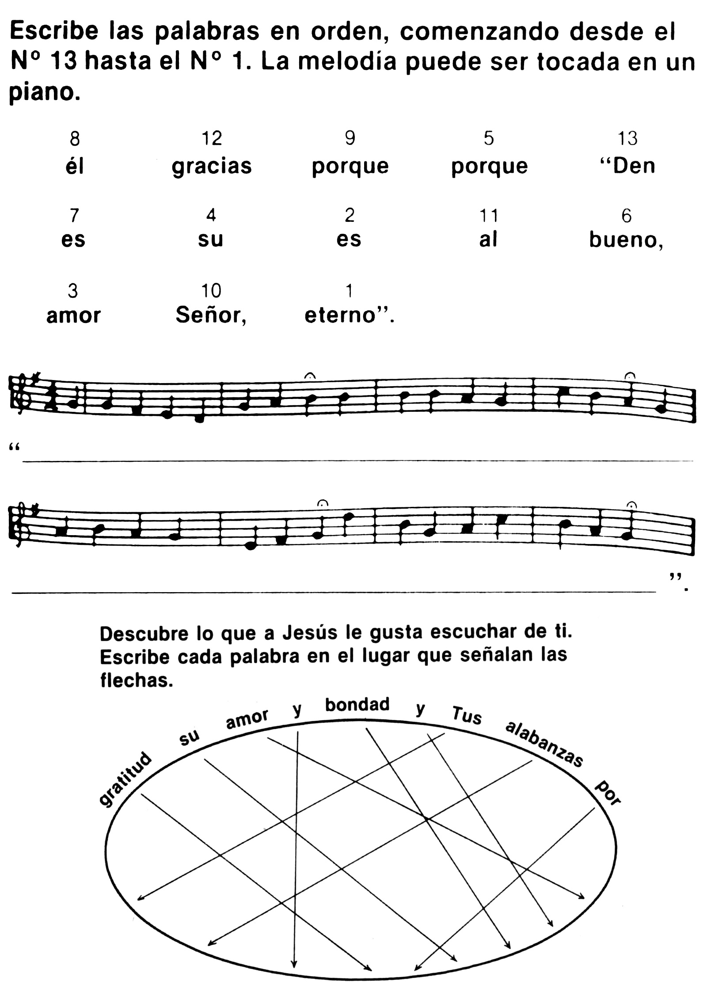 Escribe las palabras en orden, comenzando desde el
Nº 13 hasta el Nº 1. La melodía puede ser tocada en un
piano.
8 12 9 5 13
él gracias porque porque “Den
7 4 2 11 6
es su es al bueno,
3 10 1
amor Señor, eterno”.
“
”.
Descubre lo que a Jesús le gusta escuchar de ti.
Escribe cada palabra en el lugar que señalan las
flechas.
gratitud su amor y bondad y Tus alabanzas por